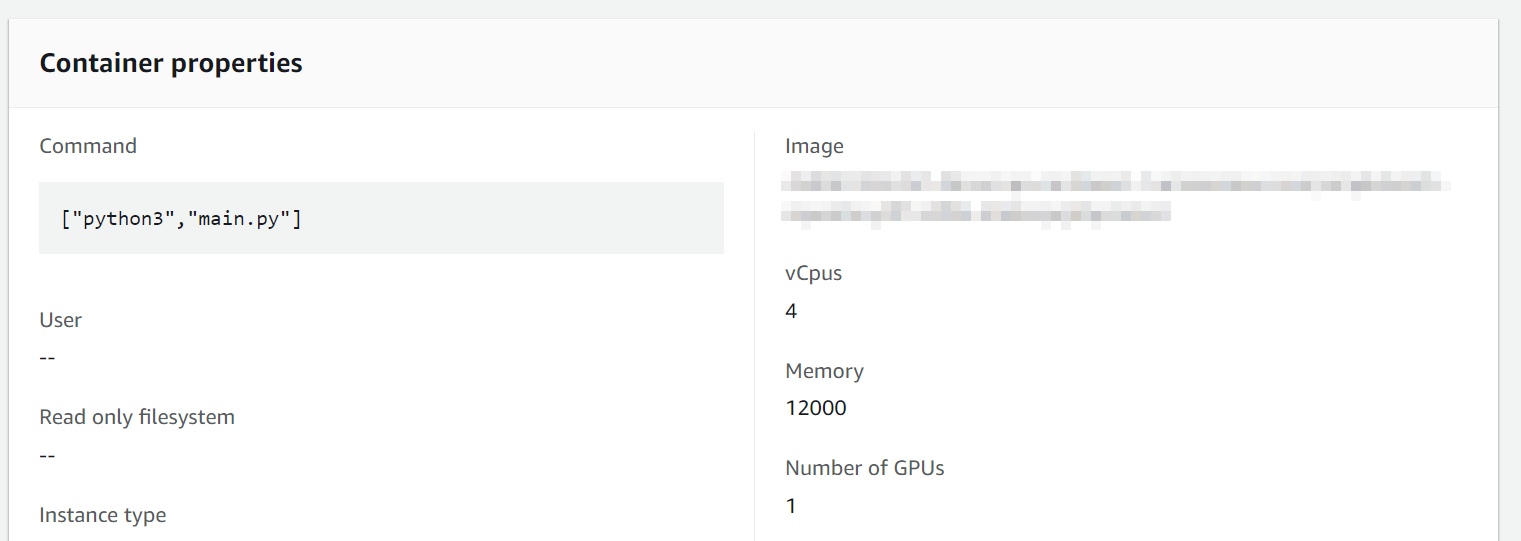 Container properties
Command
["python3","main.py"]
User
--
Read only filesystem
--
Instance type
Image
vCpus
4
Memory
12000
Number of GPUs
1